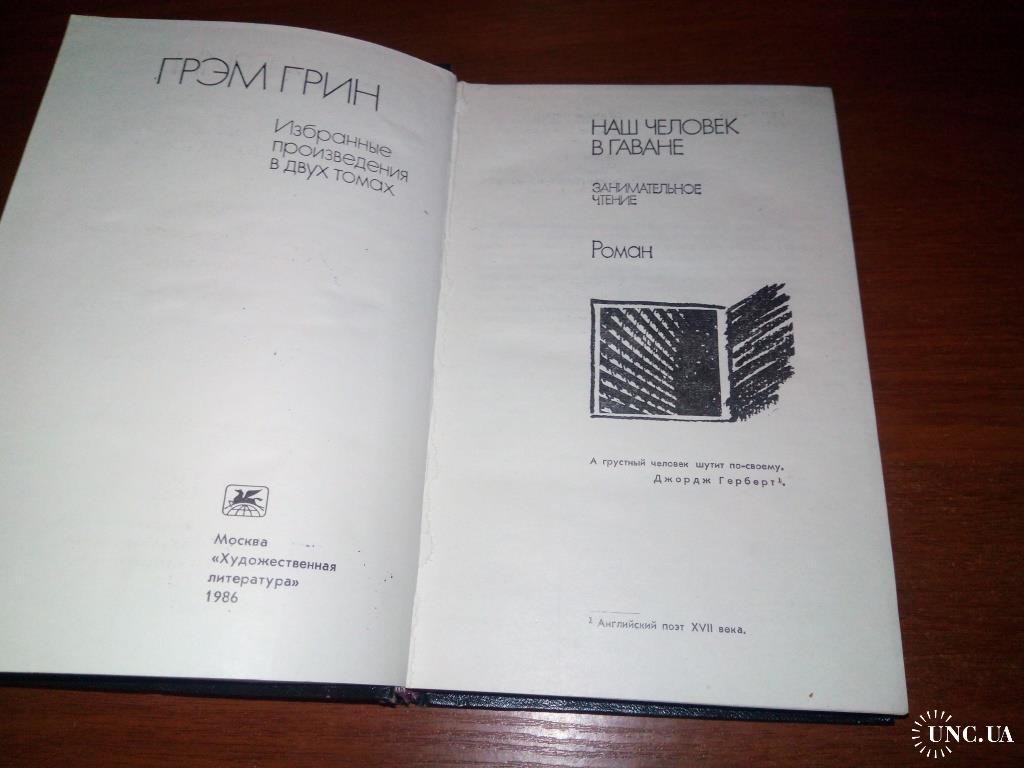 ГРЭМ ГРИН
Избранные
произведения
в двух томах
Москва
«Художественная
литература»
1986
НАШ ЧЕЛОВЕК
В ГАВАНЕ
ЗАНИМАТЕЛЬНОЕ
ЧТЕНИЕ
Роман
А грустный человек шутит по-своему.
Джордж Герберт¹.
¹ Английский поэт XVII века.
UNC.UA